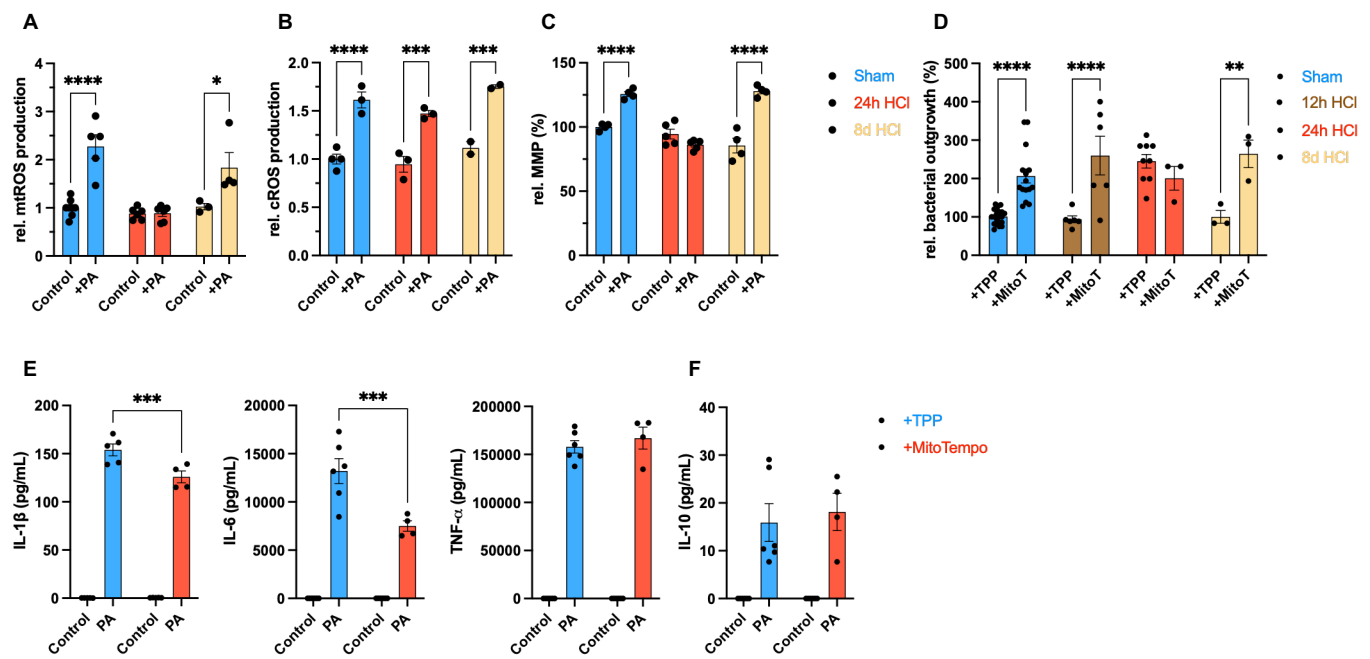 A
rel. mtROS production
4
3
2
1
0
****
*
Control
+PA
Control
+PA
Control
+PA
B
rel. cROS production
2.0
1.5
1.0
0.5
0.0
****
***
***
Control
+PA
Control
+PA
Control
+PA
C
rel. MMP (%)
150
100
50
0
****
****
Control
+PA
Control
+PA
Control
+PA
Sham
24h HCl
8d HCl
D
rel. bacterial outgrowth (%)
500
400
300
200
100
0
****
****
**
+TPP
+MitoT
+TPP
+MitoT
+TPP
+MitoT
+TPP
+MitoT
Sham
12h HCl
24h HCl
8d HCl
E
IL-1β (pg/mL)
200
150
100
50
0
***
Control
PA
Control
PA
IL-6 (pg/mL)
20000
15000
10000
5000
0
***
Control
PA
Control
PA
TNF-α (pg/mL)
200000
150000
100000
50000
0
Control
PA
Control
PA
F
IL-10 (pg/mL)
40
30
20
10
0
Control
PA
Control
PA
+TPP
+MitoTempo